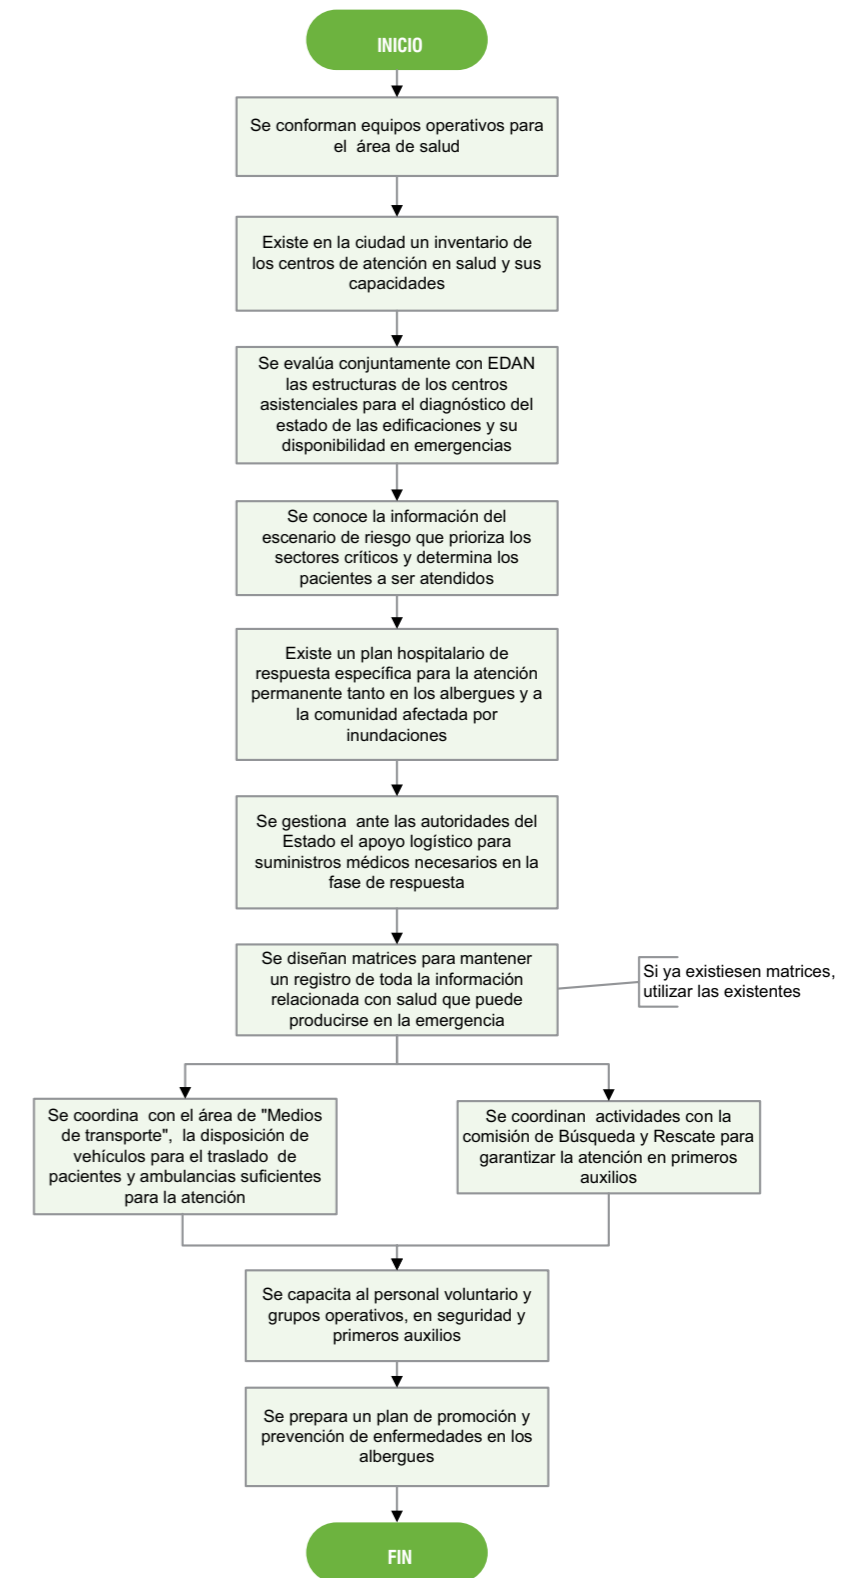 INICIO
Se conforman equipos operativos para
el área de salud
Existe en la ciudad un inventario de
los centros de atención en salud y sus
capacidades
Se evalúa conjuntamente con EDAN
las estructuras de los centros
asistenciales para el diagnóstico del
estado de las edificaciones y su
disponibilidad en emergencias
Se conoce la información del
escenario de riesgo que prioriza los
sectores críticos y determina los
pacientes a ser atendidos
Existe un plan hospitalario de
respuesta específica para la atención
permanente tanto en los albergues y a
la comunidad afectada por
inundaciones
Se gestiona ante las autoridades del
Estado el apoyo logístico para
suministros médicos necesarios en la
fase de respuesta
Se diseñan matrices para mantener
un registro de toda la información
relacionada con salud que puede
producirse en la emergencia
Si ya existiesen matrices,
utilizar las existentes
Se coordina con el área de "Medios
de transporte", la disposición de
vehículos para el traslado de
pacientes y ambulancias suficientes
para la atención
Se coordinan actividades con la
comisión de Búsqueda y Rescate para
garantizar la atención en primeros
auxilios
Se capacita al personal voluntario y
grupos operativos, en seguridad y
primeros auxilios
Se prepara un plan de promoción y
prevención de enfermedades en los
albergues
FIN